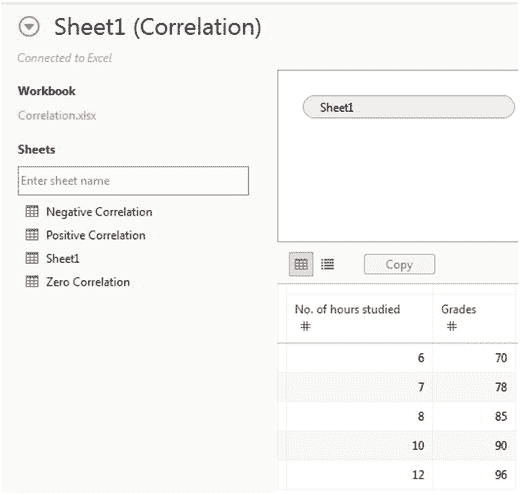 Sheet1 (Correlation)
Connected to Excel
Workbook
Correlation.xlsx
Sheets
Enter sheet name
Negative Correlation
Positive Correlation
Sheet1
Zero Correlation
Sheet1
Copy
No. of hours studied Grades
# #
6 70
7 78
8 85
10 90
12 96